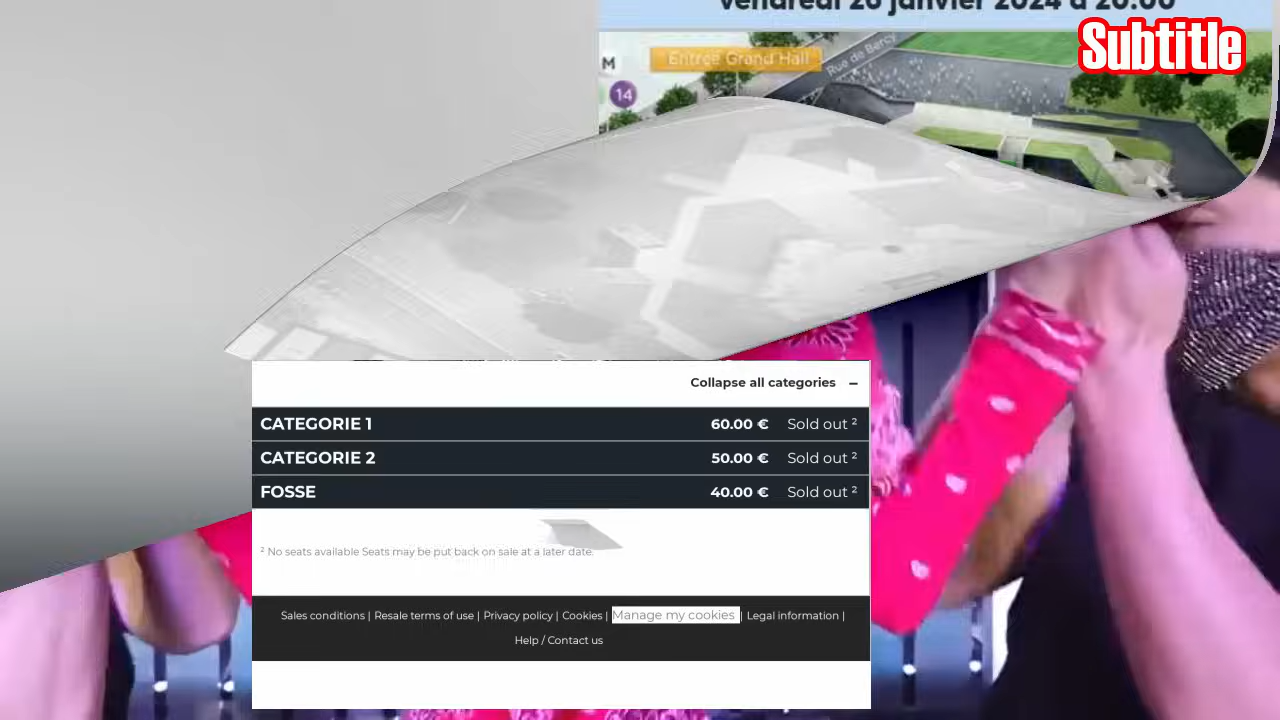 Vendredi 26 janvier 2024 à 20:00
Subtitle
Entrée Grand Hall
Rue de Bercy
M
14
Collapse all categories –
CATEGORIE 1 60.00 € Sold out ²
CATEGORIE 2 50.00 € Sold out ²
FOSSE 40.00 € Sold out ²
² No seats available Seats may be put back on sale at a later date.
Sales conditions | Resale terms of use | Privacy policy | Cookies | Manage my cookies | Legal information |
Help / Contact us